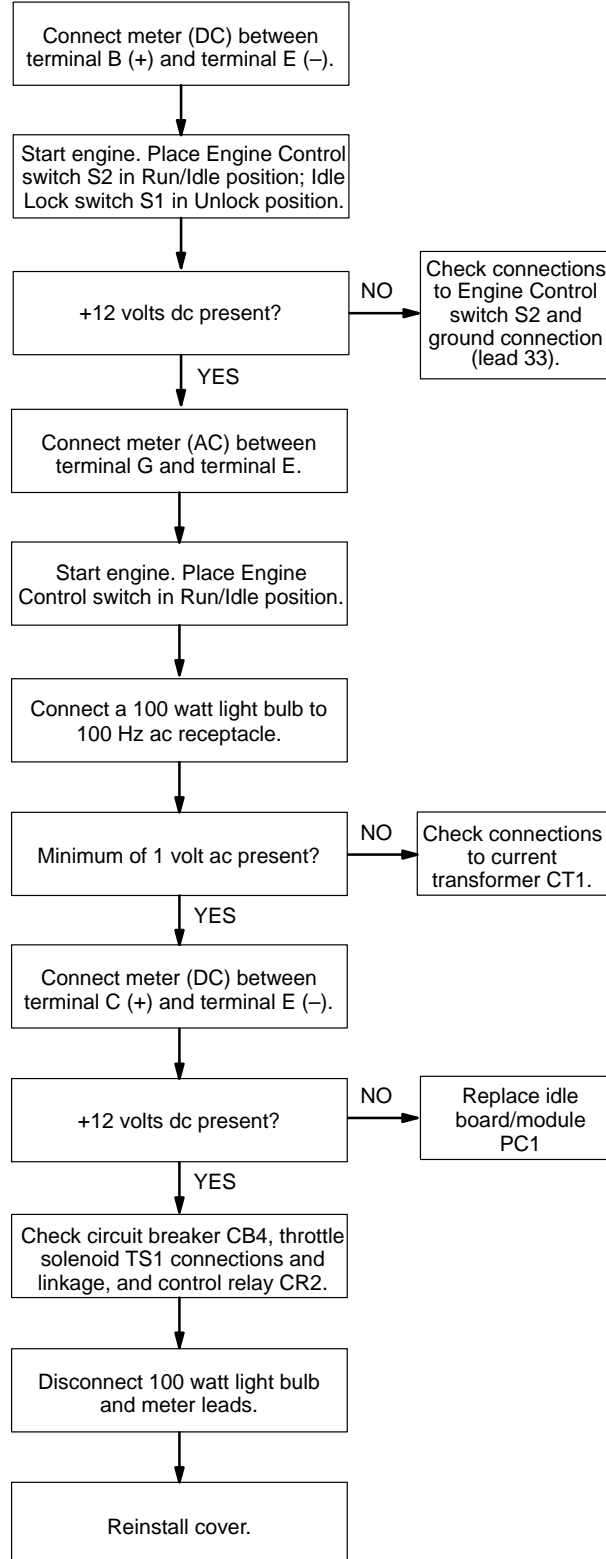 Connect meter (DC) between
terminal B (+) and terminal E (–).
Start engine. Place Engine Control
switch S2 in Run/Idle position; Idle
Lock switch S1 in Unlock position.
+12 volts dc present?
NO
Check connections
to Engine Control
switch S2 and
ground connection
(lead 33).
YES
Connect meter (AC) between
terminal G and terminal E.
Start engine. Place Engine
Control switch in Run/Idle position.
Connect a 100 watt light bulb to
100 Hz ac receptacle.
Minimum of 1 volt ac present?
NO
Check connections
to current
transformer CT1.
YES
Connect meter (DC) between
terminal C (+) and terminal E (–).
+12 volts dc present?
NO
Replace idle
board/module
PC1
YES
Check circuit breaker CB4, throttle
solenoid TS1 connections and
linkage, and control relay CR2.
Disconnect 100 watt light bulb
and meter leads.
Reinstall cover.